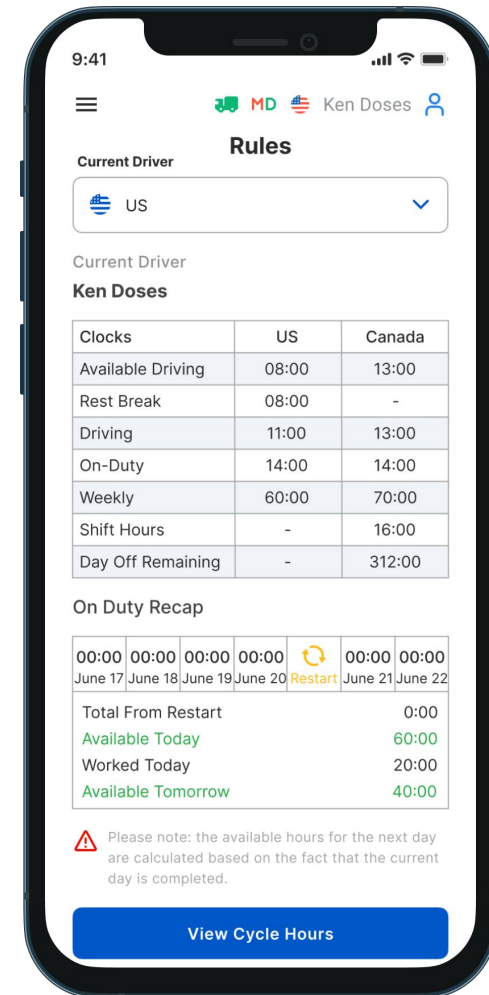 9:41
MD Ken Doses
Rules
Current Driver
US
Current Driver
Ken Doses
Clocks US Canada
Available Driving 08:00 13:00
Rest Break 08:00 -
Driving 11:00 13:00
On-Duty 14:00 14:00
Weekly 60:00 70:00
Shift Hours - 16:00
Day Off Remaining - 312:00
On Duty Recap
00:00 00:00 00:00 00:00 00:00 00:00
June 17 June 18 June 19 June 20 Restart June 21 June 22
Total From Restart 0:00
Available Today 60:00
Worked Today 20:00
Available Tomorrow 40:00
Please note: the available hours for the next day
are calculated based on the fact that the current
day is completed.
View Cycle Hours